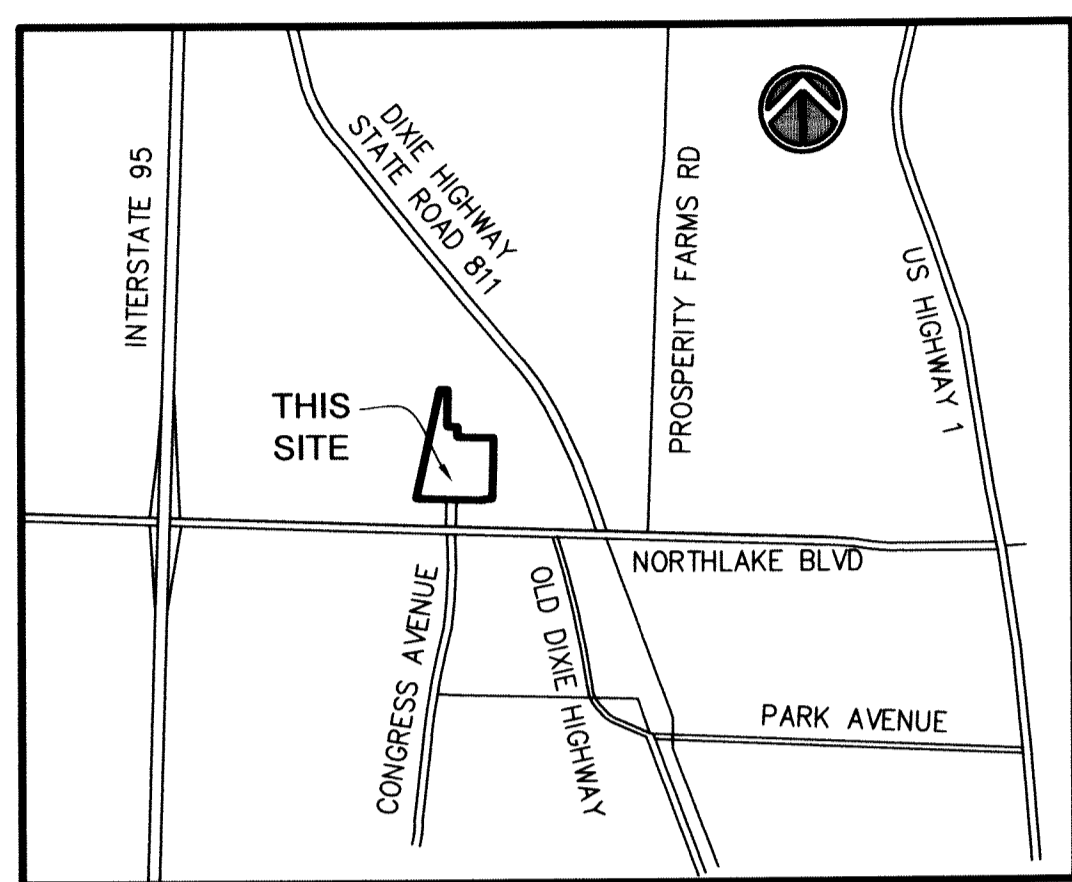 INTERSTATE 95
DIXIE HIGHWAY
STATE ROAD 811
PROSPERITY FARMS RD
US HIGHWAY 1
THIS
SITE
NORTHLAKE BLVD
CONGRESS AVENUE
OLD DIXIE HIGHWAY
PARK AVENUE